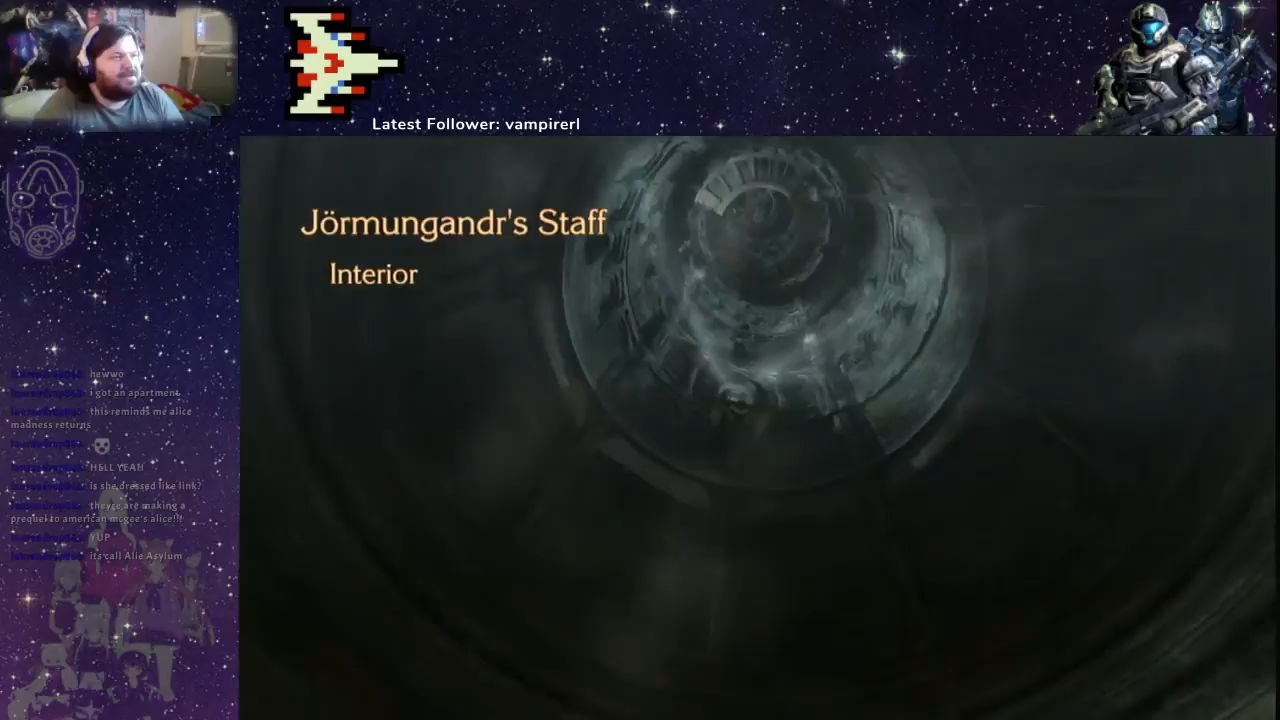 Latest Follower: vampirerl
Jörmungandr's Staff
Interior
hewwo
i got an apartment
this reminds me alice
madness returns
HELL YEAH
is she dressed like link?
theyre are making a
prequel to american mcgee's alice!!!
YUP
its call Alie Asylum